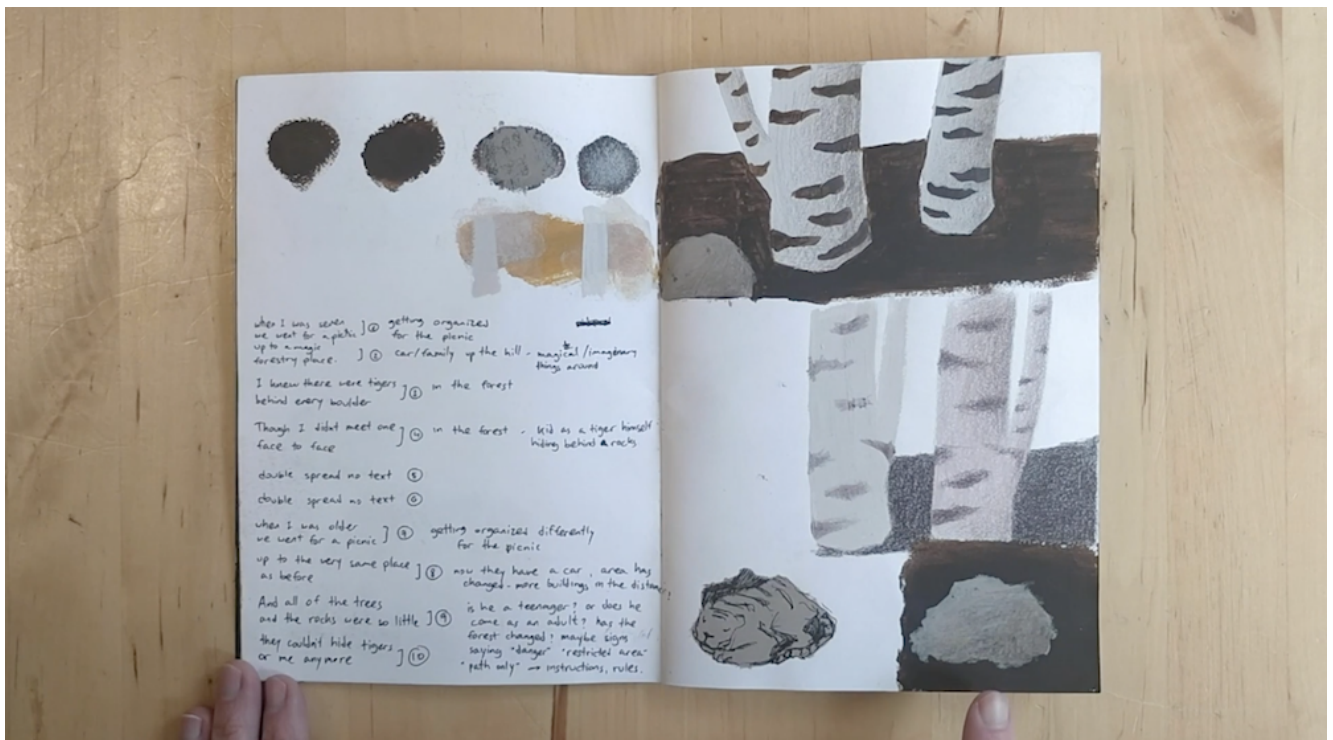 when I was seven
we went for a picnic ] ① getting organized
for the picnic
up to a magic
forestry place. ] ② car/family up the hill - magical/imaginary
things around
I knew there were tigers
behind every boulder ] ③ in the forest
Though I didnt meet one
face to face ] ④ in the forest - kid as a tiger himself
hiding behind rocks
double spread no text ⑤
double spread no text ⑥
when I was older
we went for a picnic ] ⑦ getting organized differently
for the picnic
up to the very same place
as before ] ⑧ now they have a car, area has
changed - more buildings in the distance!
And all of the trees
and the rocks were so little ] ⑨ is he a teenager? or does he
come as an adult? has the
forest changed? maybe signs
they couldn't hide tigers
or me anymore ] ⑩ saying "danger" "restricted area"
"path only" → instructions, rules.